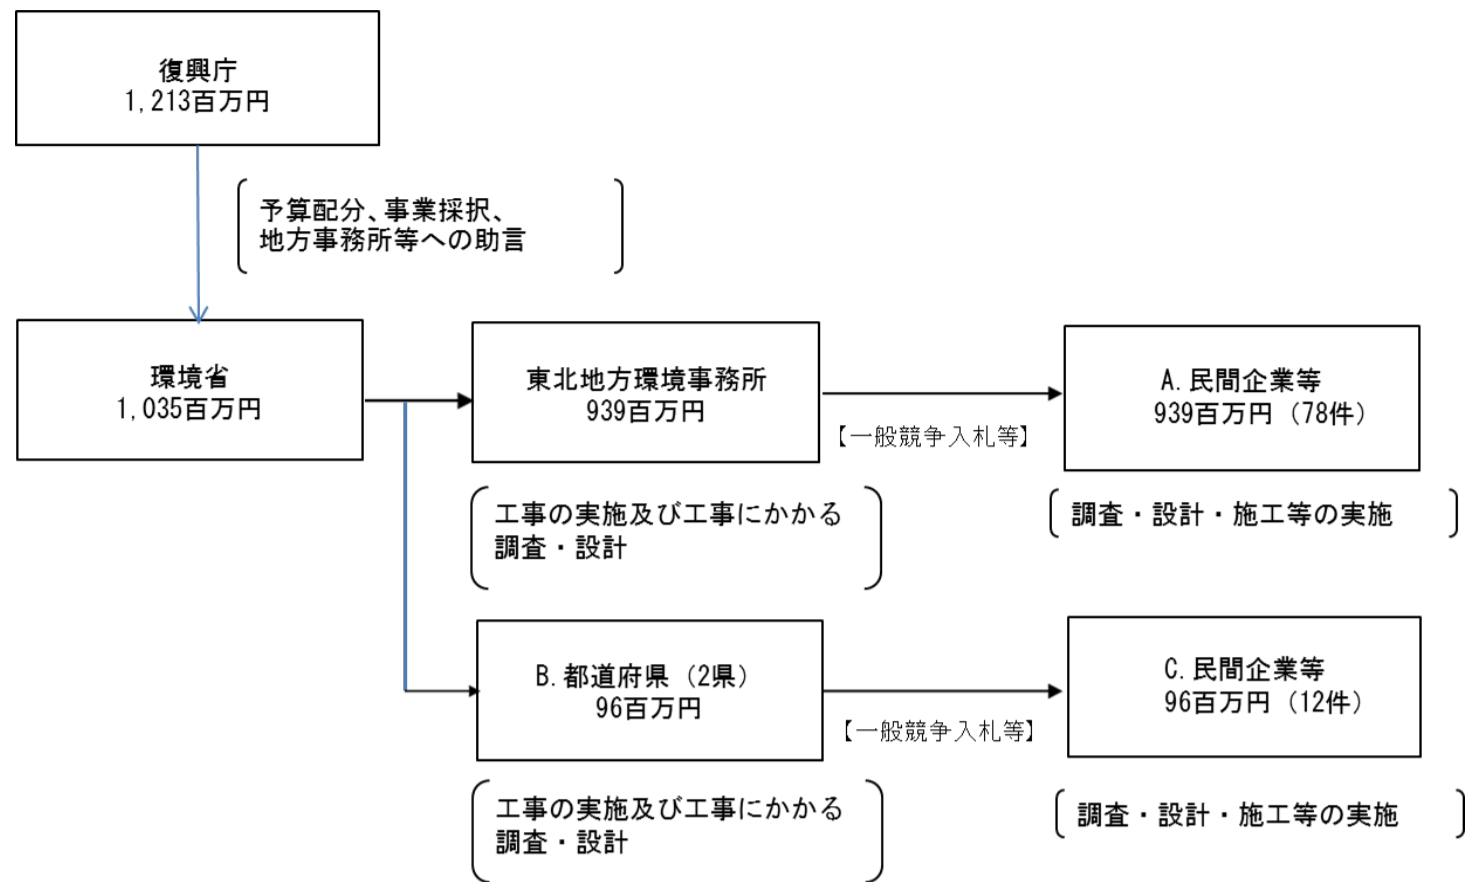 復興庁
1,213百万円
予算配分、事業採択、
地方事務所等への助言
環境省
1,035百万円
東北地方環境事務所
939百万円
【一般競争入札等】
A.民間企業等
939百万円（78件）
工事の実施及び工事にかかる
調査・設計
調査・設計・施工等の実施
B.都道府県（2県）
96百万円
【一般競争入札等】
C.民間企業等
96百万円（12件）
工事の実施及び工事にかかる
調査・設計
調査・設計・施工等の実施